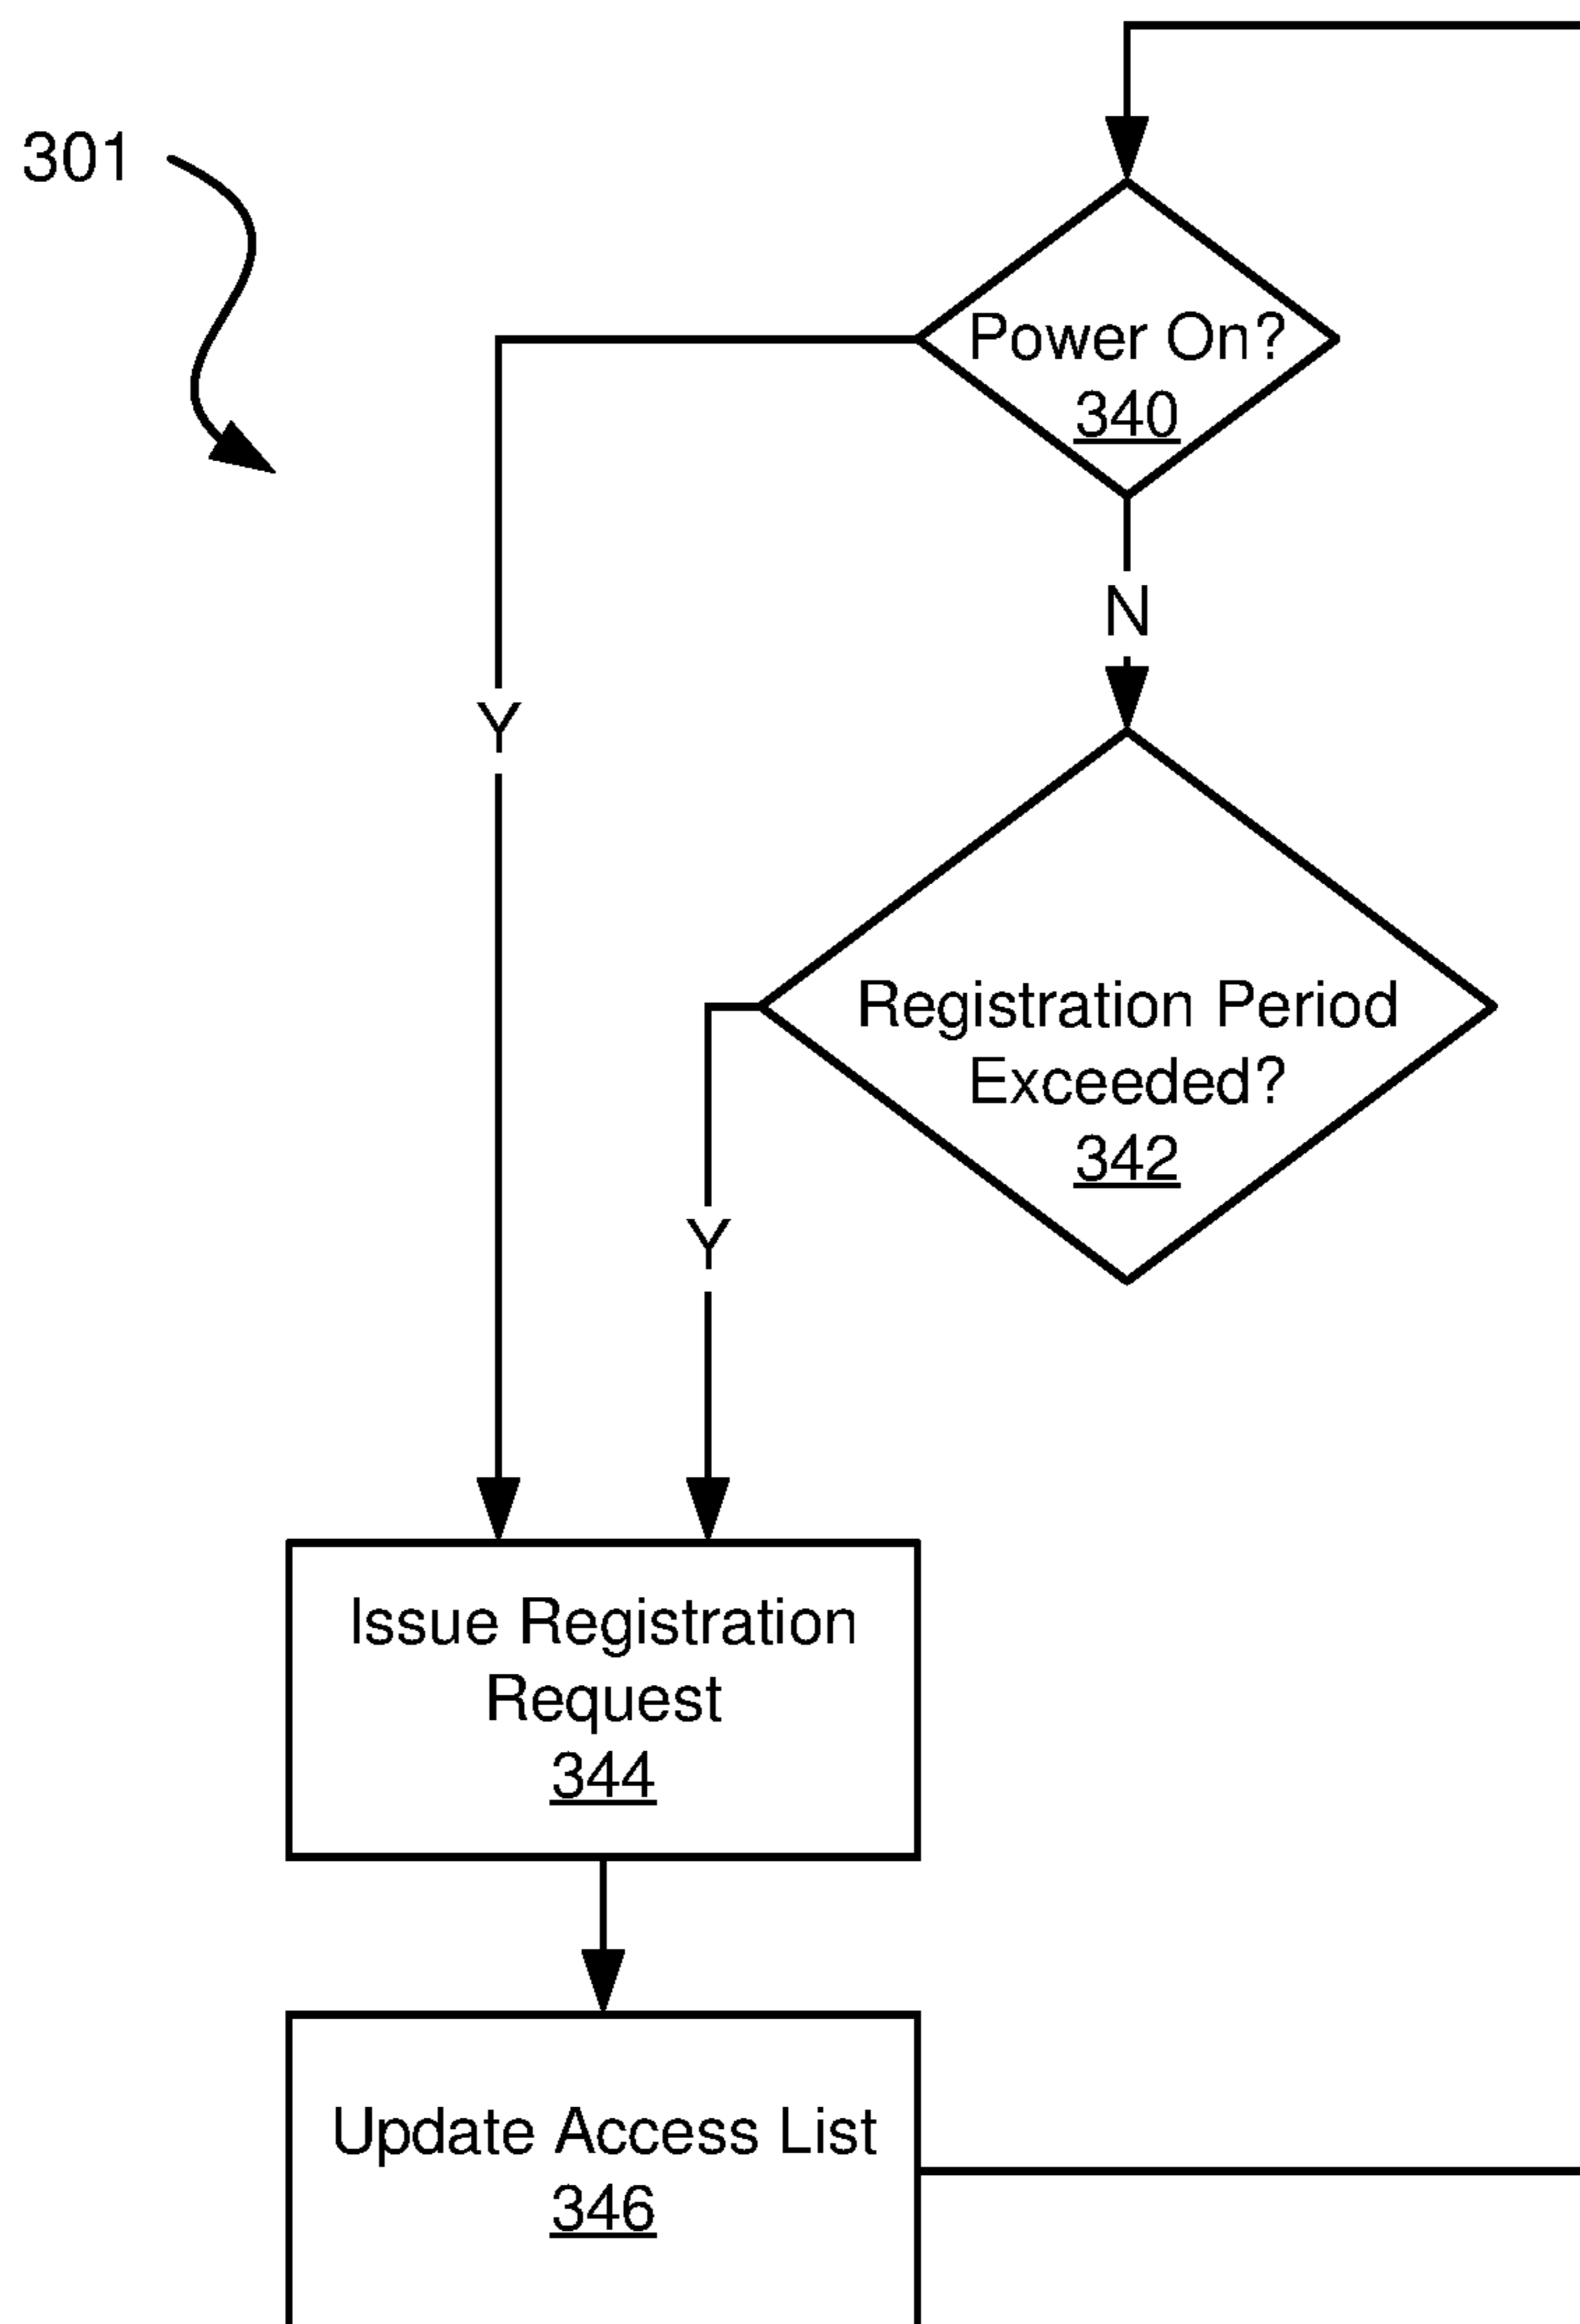 301
Power On?
340
N
Y
Registration Period
Exceeded?
342
Y
Issue Registration
Request
344
Update Access List
346